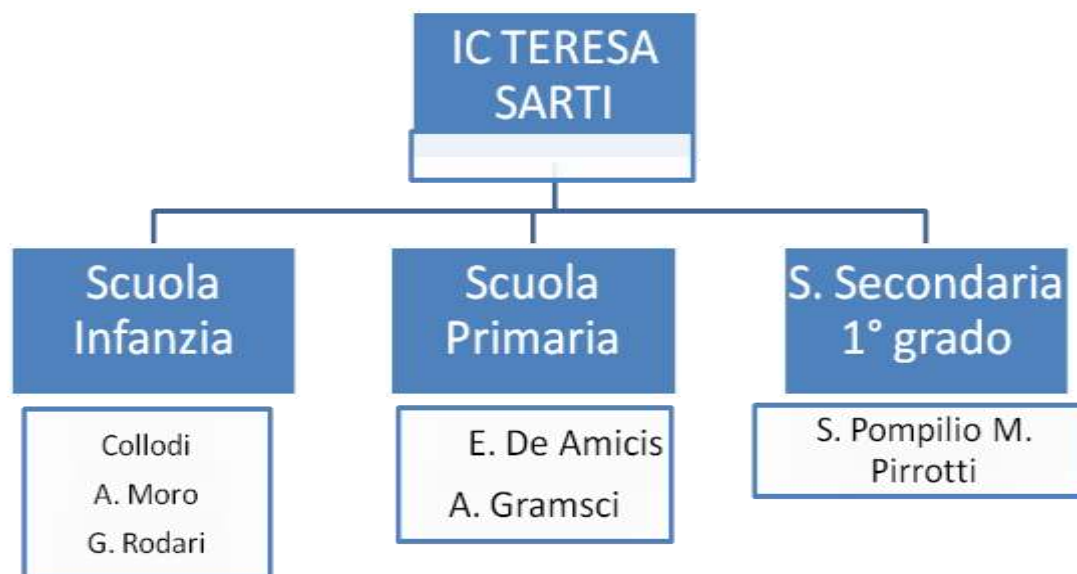 IC TERESA
SARTI
Scuola
Infanzia
Collodi
A. Moro
G. Rodari
Scuola
Primaria
E. De Amicis
A. Gramsci
S. Secondaria
1° grado
S. Pompilio M.
Pirrotti